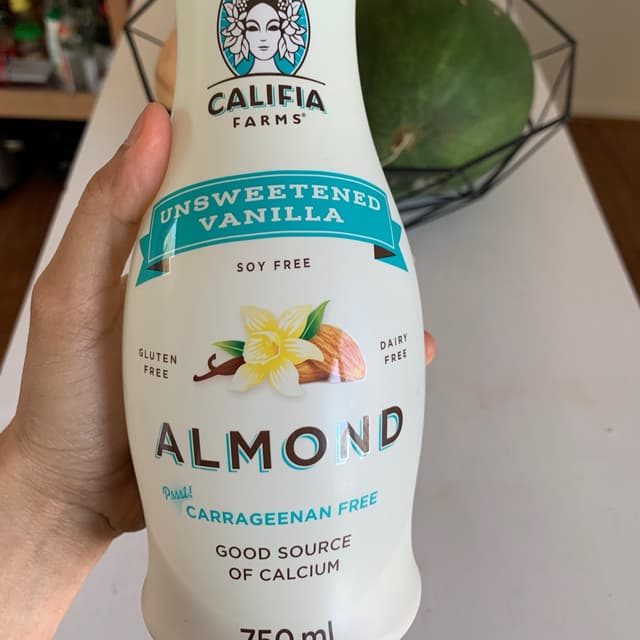 CALIFIA
FARMS®
UNSWEETENED
VANILLA
SOY FREE
GLUTEN
FREE
DAIRY
FREE
ALMOND
Pssst!
CARRAGEENAN FREE
GOOD SOURCE
OF CALCIUM
750 ml